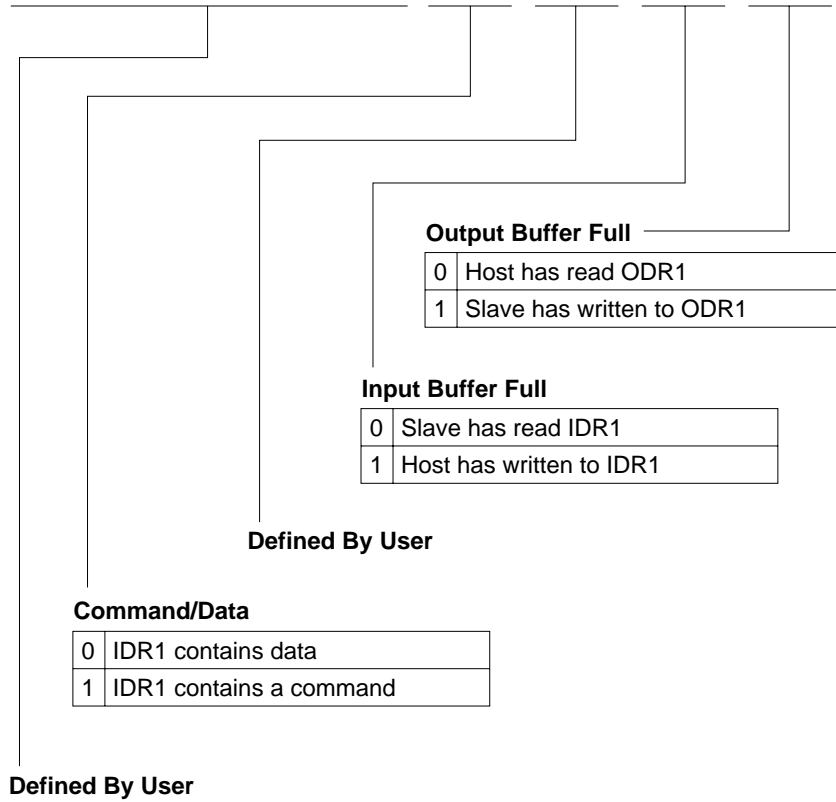 Output Buffer Full
0 Host has read ODR1
1 Slave has written to ODR1
Input Buffer Full
0 Slave has read IDR1
1 Host has written to IDR1
Defined By User
Command/Data
0 IDR1 contains data
1 IDR1 contains a command
Defined By User